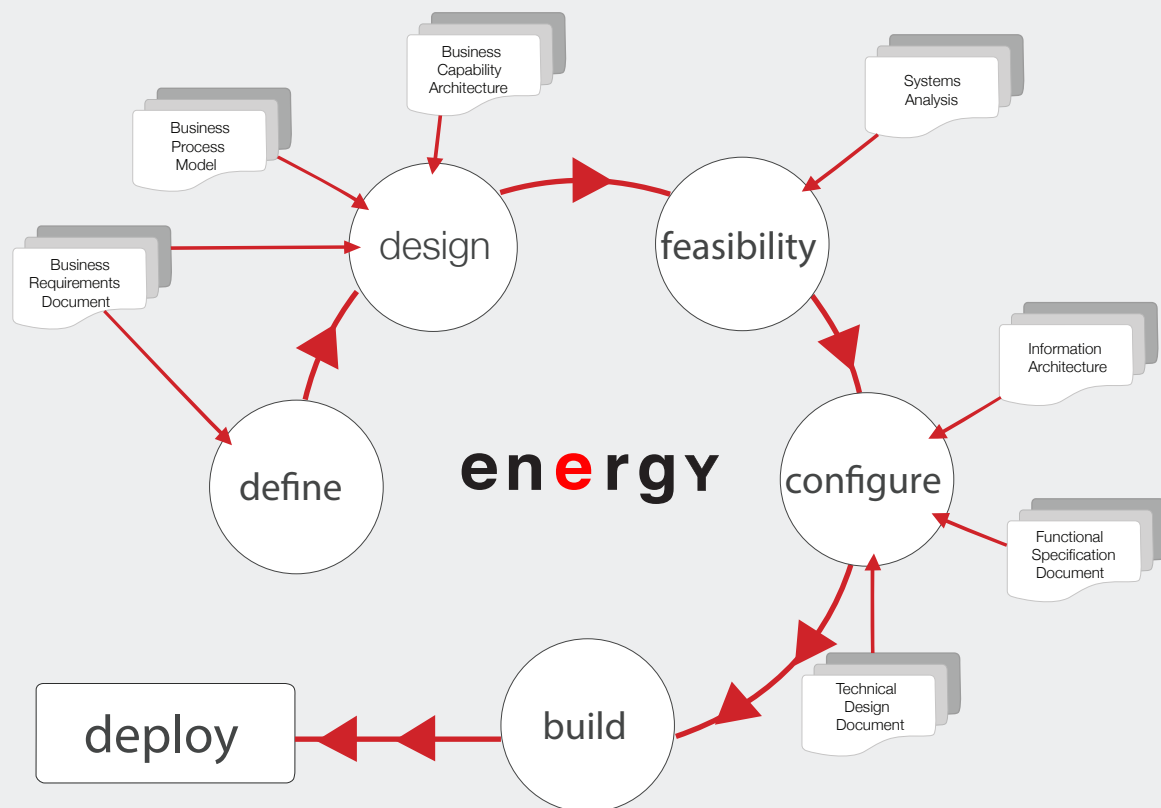 Business
Capability
Architecture
Systems
Analysis
Business
Process
Model
design
feasibility
Business
Requirements
Document
Information
Architecture
define
energY
configure
Functional
Specification
Document
Technical
Design
Document
build
deploy